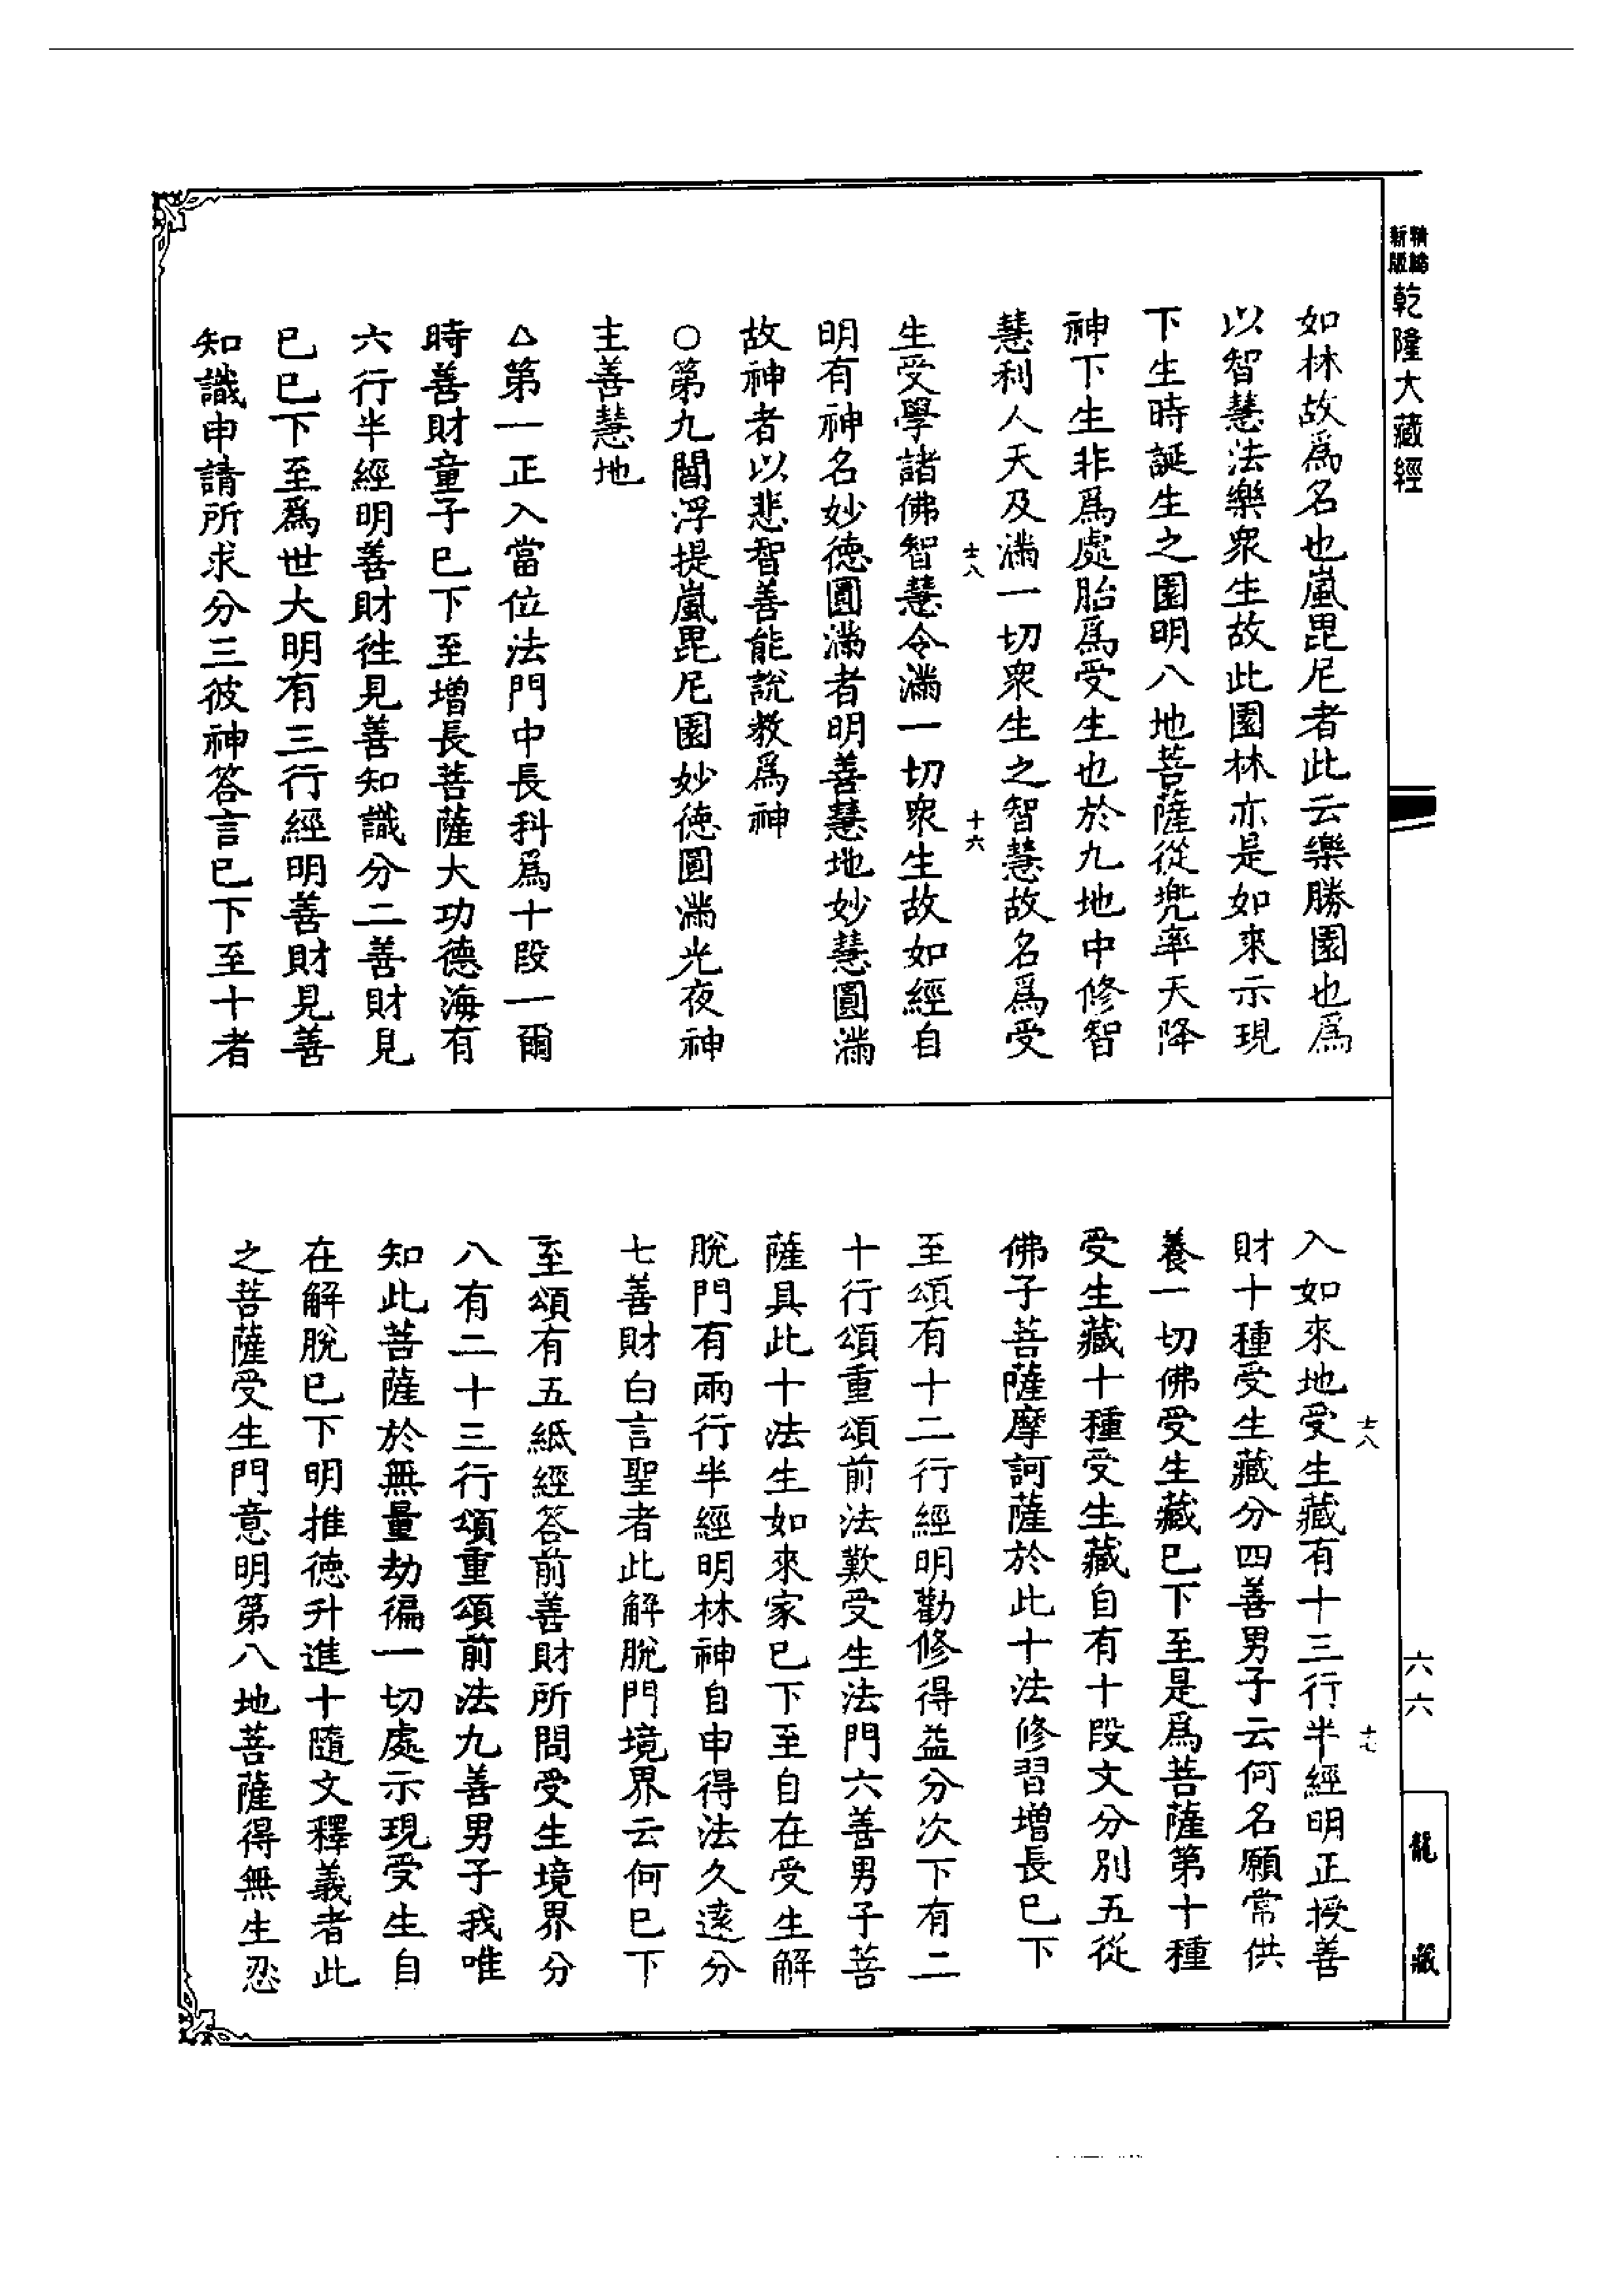 精縮新版乾隆大藏經
如林故爲名也嵐毘尼者此云樂勝園也爲
以智慧法樂衆生故此園林亦是如來示現
下生時誕生之園明八地菩薩從兜率天降
神下生非爲處胎爲受生也於九地中修智
慧利人天及滿一切衆生之智慧故名爲受
十八 十六
生受學諸佛智慧令滿一切衆生故如經自
明有神名妙徳圓滿者明善慧地妙慧圓滿
故神者以悲智善能說教爲神
○第九閻浮提嵐毘尼園妙徳圓滿光夜神
主善慧地
△第一正入當位法門中長科爲十段一爾
時善財童子已下至增長菩薩大功德海有
六行半經明善財徃見善知識分二善財見
已已下至爲世大明有三行經明善財見善
知識申請所求分三彼神答言已下至十者
六六
龍藏
十八 十七
入如來地受生藏有十三行半經明正授善
財十種受生藏分四善男子云何名願常供
養一切佛受生藏已下至是爲菩薩第十種
受生藏十種受生藏自有十段文分別五從
佛子菩薩摩訶薩於此十法修習增長已下
至頌有十二行經明勸修得益分次下有二
十行頌重頌前法歎受生法門六善男子菩
薩具此十法生如來家已下至自在受生解
脫門有兩行半經明林神自申得法久遠分
七善財白言聖者此解脫門境界云何已下
至頌有五紙經答前善財所問受生境界分
八有二十三行頌重頌前法九善男子我唯
知此菩薩於無量劫徧一切處示現受生自
在解脫已下明推徳升進十隨文釋義者此
之菩薩受生門意明第八地菩薩得無生忍